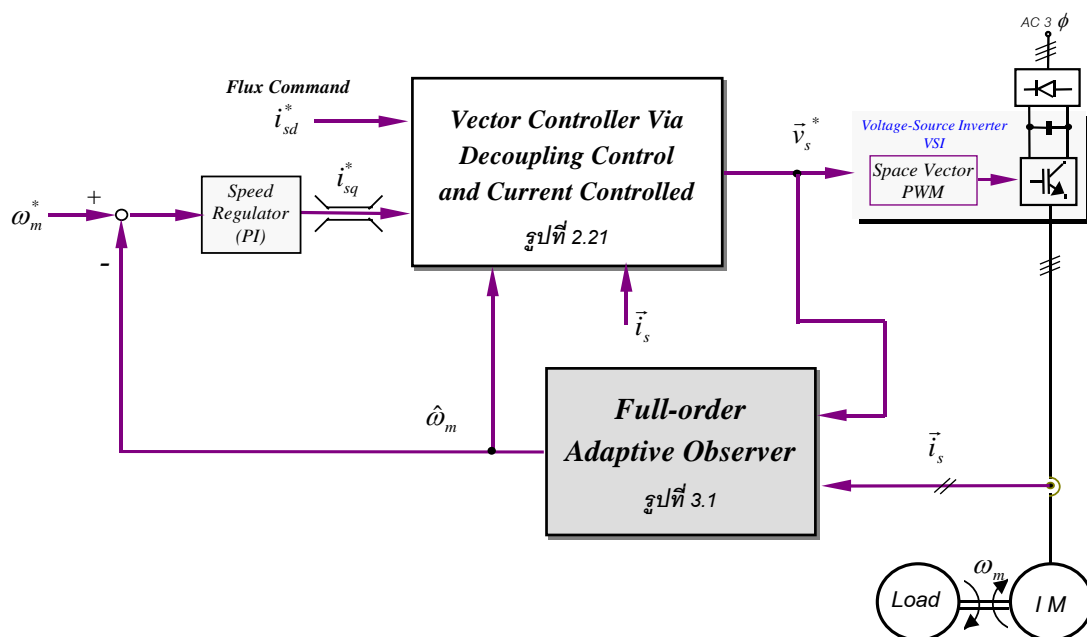 AC 3 ϕ
Flux Command
i*sd
Vector Controller Via
Decoupling Control
and Current Controlled
รูปที่ 2.21
v⃗s*
Voltage-Source Inverter
VSI
Space Vector
PWM
ω*m
+
-
Speed
Regulator
(PI)
i*sq
i⃗s
ω̂m
Full-order
Adaptive Observer
รูปที่ 3.1
i⃗s
Load
ωm
I M